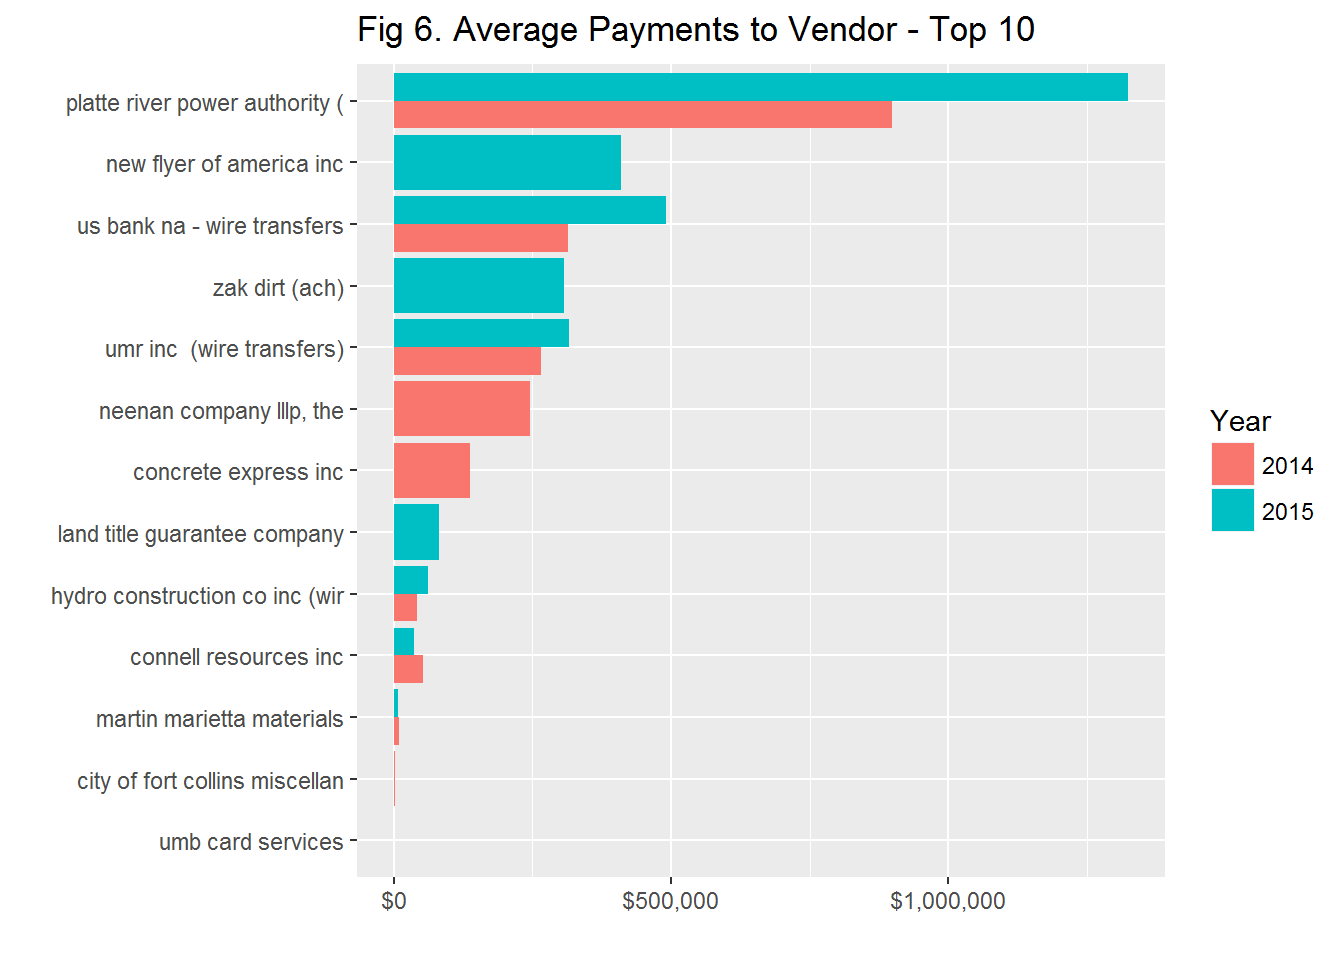 Fig 6. Average Payments to Vendor - Top 10
platte river power authority (
new flyer of america inc
us bank na - wire transfers
zak dirt (ach)
umr inc  (wire transfers)
neenan company lllp, the
concrete express inc
land title guarantee company
hydro construction co inc (wir
connell resources inc
martin marietta materials
city of fort collins miscellan
umb card services
$0 $500,000 $1,000,000
Year
2014
2015